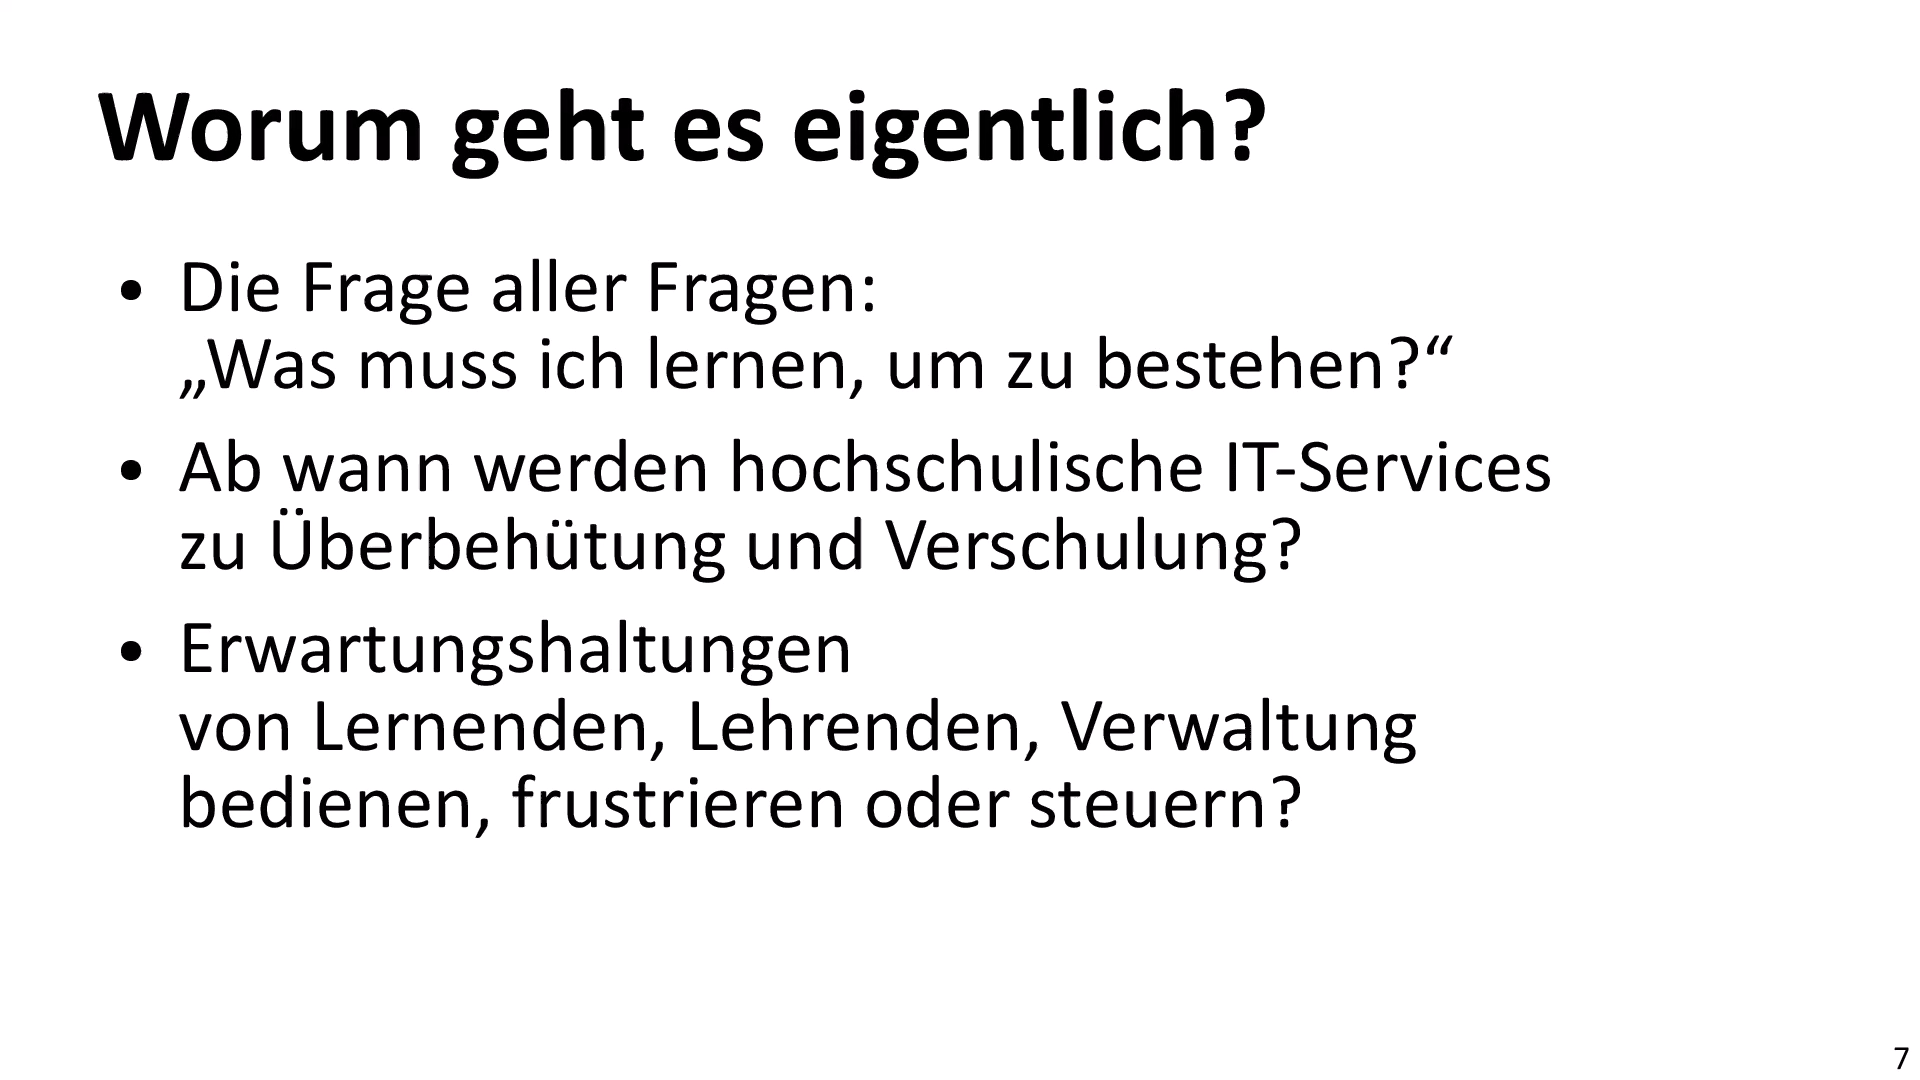 Worum geht es eigentlich?
• Die Frage aller Fragen:
„Was muss ich lernen, um zu bestehen?“
• Ab wann werden hochschulische IT-Services
zu Überbehütung und Verschulung?
• Erwartungshaltungen
von Lernenden, Lehrenden, Verwaltung
bedienen, frustrieren oder steuern?
7